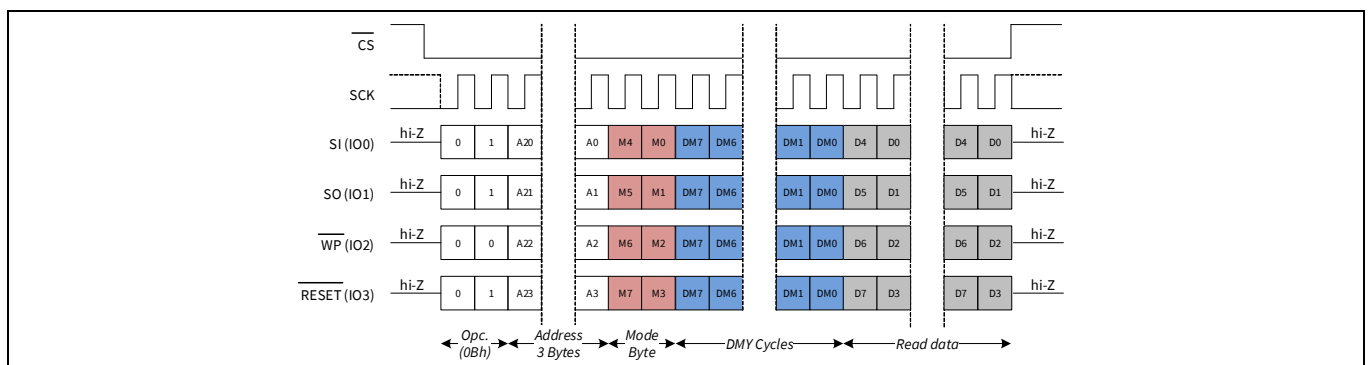 CS
SCK
SI (IO0) hi-Z 0 1 A20 A0 M4 M0 DM7 DM6 DM1 DM0 D4 D0 D4 D0 hi-Z
SO (IO1) hi-Z 0 1 A21 A1 M5 M1 DM7 DM6 DM1 DM0 D5 D1 D5 D1 hi-Z
WP (IO2) hi-Z 0 0 A22 A2 M6 M2 DM7 DM6 DM1 DM0 D6 D2 D6 D2 hi-Z
RESET (IO3) hi-Z 0 1 A23 A3 M7 M3 DM7 DM6 DM1 DM0 D7 D3 D7 D3 hi-Z
Opc. Address Mode DMY Cycles Read data
(0Bh) 3 Bytes Byte